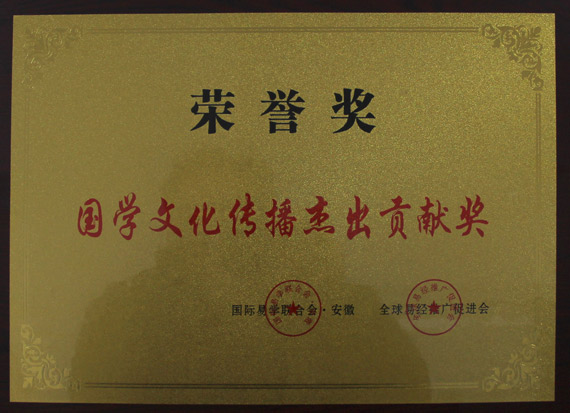 荣誉奖
国学文化传播杰出贡献奖
国际易学联合会·安徽 全球易经推广促进会